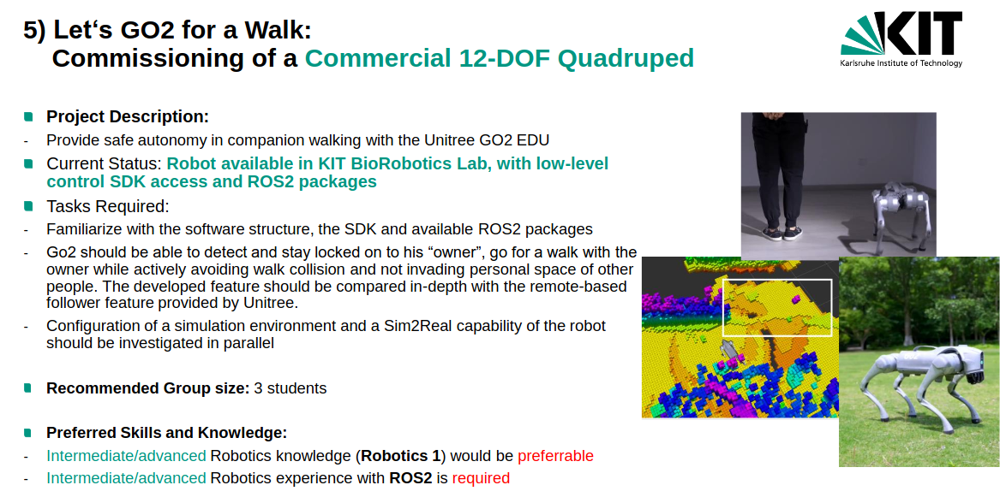 5) Let‘s GO2 for a Walk:
Commissioning of a Commercial 12-DOF Quadruped
KIT
Karlsruhe Institute of Technology
Project Description:
- Provide safe autonomy in companion walking with the Unitree GO2 EDU
Current Status: Robot available in KIT BioRobotics Lab, with low-level
control SDK access and ROS2 packages
Tasks Required:
- Familiarize with the software structure, the SDK and available ROS2 packages
- Go2 should be able to detect and stay locked on to his “owner”, go for a walk with the
owner while actively avoiding walk collision and not invading personal space of other
people. The developed feature should be compared in-depth with the remote-based
follower feature provided by Unitree.
- Configuration of a simulation environment and a Sim2Real capability of the robot
should be investigated in parallel
Recommended Group size: 3 students
Preferred Skills and Knowledge:
- Intermediate/advanced Robotics knowledge (Robotics 1) would be preferrable
- Intermediate/advanced Robotics experience with ROS2 is required